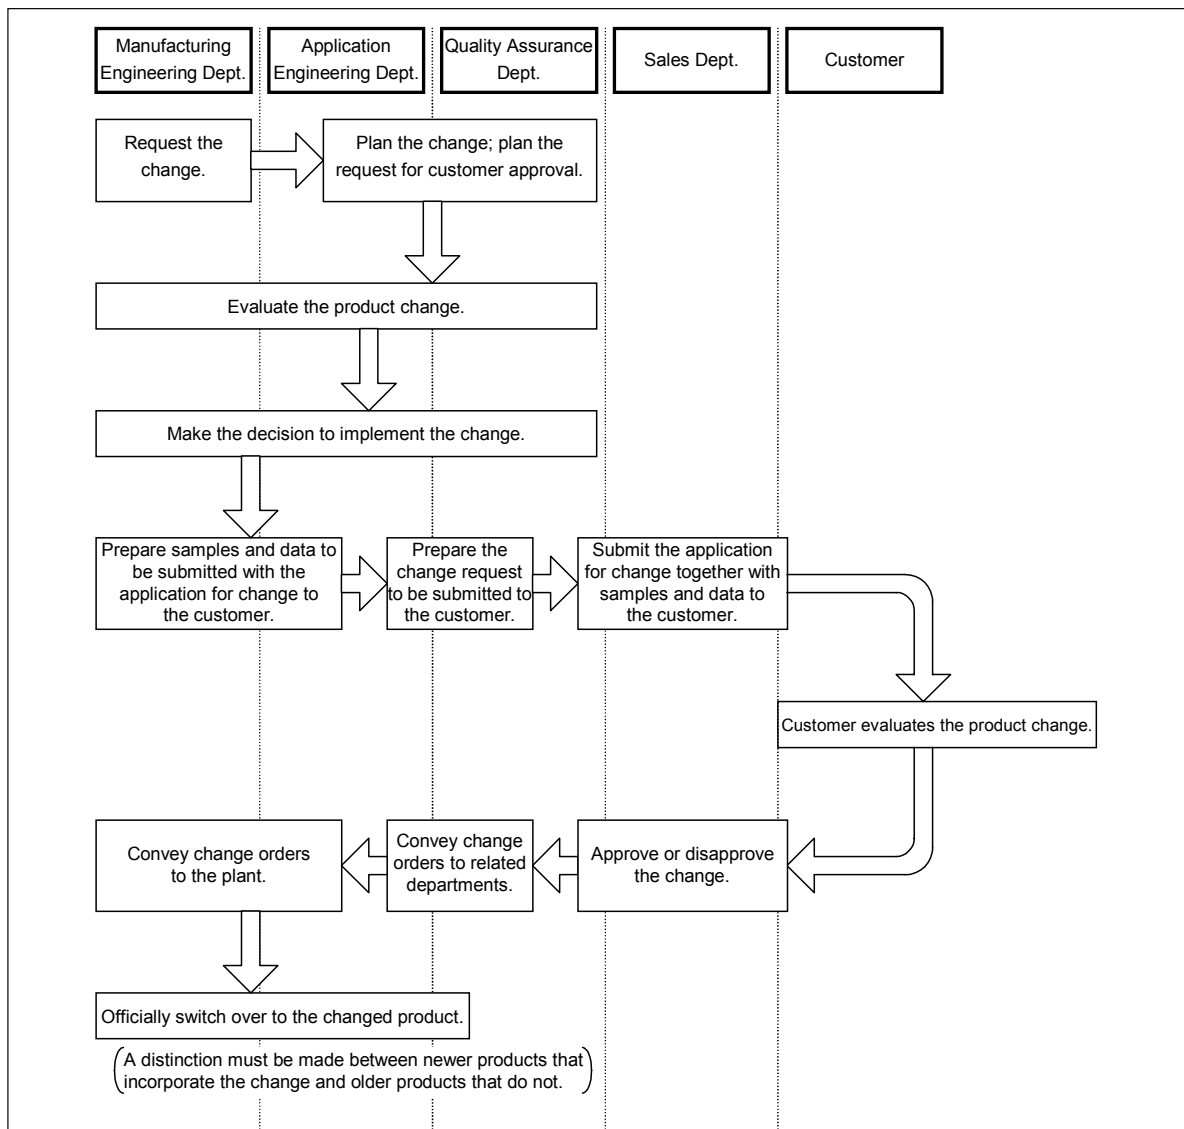 Manufacturing
Engineering Dept.
Application
Engineering Dept.
Quality Assurance
Dept.
Sales Dept.
Customer
Request the
change.
Plan the change; plan the
request for customer approval.
Evaluate the product change.
Make the decision to implement the change.
Prepare samples and data to
be submitted with the
application for change to
the customer.
Prepare the
change request
to be submitted to
the customer.
Submit the application
for change together with
samples and data to
the customer.
Customer evaluates the product change.
Convey change orders
to the plant.
Convey change
orders to related
departments.
Approve or disapprove
the change.
Officially switch over to the changed product.
(A distinction must be made between newer products that
incorporate the change and older products that do not.)